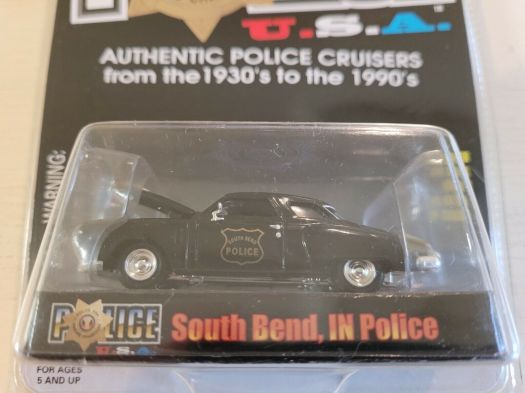 U.S.A.
AUTHENTIC POLICE CRUISERS
from the 1930's to the 1990's
WARNING:
SOUTH BEND
POLICE
POLICE
U.S.A.
South Bend, IN Police
FOR AGES
5 AND UP